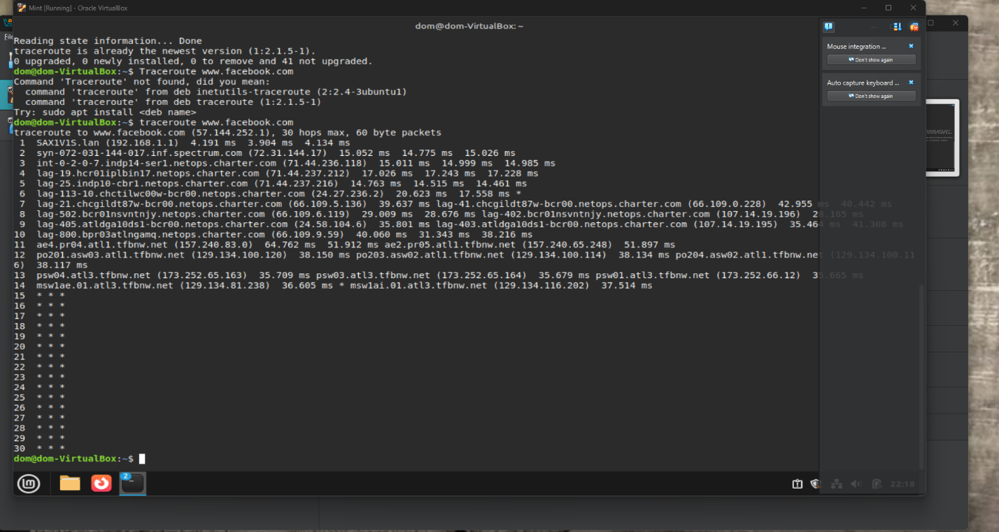 Mint [Running] - Oracle VirtualBox
File
dom@dom-VirtualBox: ~
Reading state information... Done
traceroute is already the newest version (1:2.1.5-1).
0 upgraded, 0 newly installed, 0 to remove and 41 not upgraded.
dom@dom-VirtualBox:~$ Traceroute www.facebook.com
Command 'Traceroute' not found, did you mean:
  command 'traceroute' from deb inetutils-traceroute (2:2.4-3ubuntu1)
  command 'traceroute' from deb traceroute (1:2.1.5-1)
Try: sudo apt install <deb name>
dom@dom-VirtualBox:~$ traceroute www.facebook.com
traceroute to www.facebook.com (57.144.252.1), 30 hops max, 60 byte packets
 1  SAX1V1S.lan (192.168.1.1)  4.191 ms  3.904 ms  4.134 ms
 2  syn-072-031-144-017.inf.spectrum.com (72.31.144.17)  15.052 ms  14.775 ms  15.026 ms
 3  int-0-2-0-7.indp14-ser1.netops.charter.com (71.44.236.118)  15.011 ms  14.999 ms  14.985 ms
 4  lag-19.hcr01iplbin17.netops.charter.com (71.44.237.212)  17.026 ms  17.243 ms  17.228 ms
 5  lag-25.indp10-cbr1.netops.charter.com (71.44.237.216)  14.763 ms  14.515 ms  14.461 ms
 6  lag-113-10.chctilwc00w-bcr00.netops.charter.com (24.27.236.2)  20.623 ms  17.558 ms *
 7  lag-21.chcgildt87w-bcr00.netops.charter.com (66.109.5.136)  39.637 ms lag-41.chcgildt87w-bcr00.netops.charter.com (66.109.0.228)  42.955 ms  40.442 ms
 8  lag-502.bcr01nsvntnjy.netops.charter.com (66.109.6.119)  29.009 ms  28.676 ms lag-402.bcr01nsvntnjy.netops.charter.com (107.14.19.196)  28.165 ms
 9  lag-405.atldga10ds1-bcr00.netops.charter.com (24.58.104.6)  35.801 ms lag-403.atldga10ds1-bcr00.netops.charter.com (107.14.19.195)  35.464 ms  41.308 ms
10  lag-800.bpr03atlngamq.netops.charter.com (66.109.9.59)  40.060 ms  31.343 ms  38.216 ms
11  ae4.pr04.atl1.tfbnw.net (157.240.83.0)  64.762 ms  51.912 ms ae2.pr05.atl1.tfbnw.net (157.240.65.248)  51.897 ms
12  po201.asw03.atl1.tfbnw.net (129.134.100.120)  38.150 ms po203.asw02.atl1.tfbnw.net (129.134.100.114)  38.134 ms po204.asw02.atl1.tfbnw.net (129.134.100.11
6)  38.117 ms
13  psw04.atl3.tfbnw.net (173.252.65.163)  35.709 ms psw03.atl3.tfbnw.net (173.252.65.164)  35.679 ms psw01.atl3.tfbnw.net (173.252.66.12)  35.665 ms
14  msw1ae.01.atl3.tfbnw.net (129.134.81.238)  36.605 ms * msw1ai.01.atl3.tfbnw.net (129.134.116.202)  37.514 ms
15  * * *
16  * * *
17  * * *
18  * * *
19  * * *
20  * * *
21  * * *
22  * * *
23  * * *
24  * * *
25  * * *
26  * * *
27  * * *
28  * * *
29  * * *
30  * * *
dom@dom-VirtualBox:~$
Mouse integration ...
Don't show again
Auto capture keyboard ...
Don't show again
2
22:18